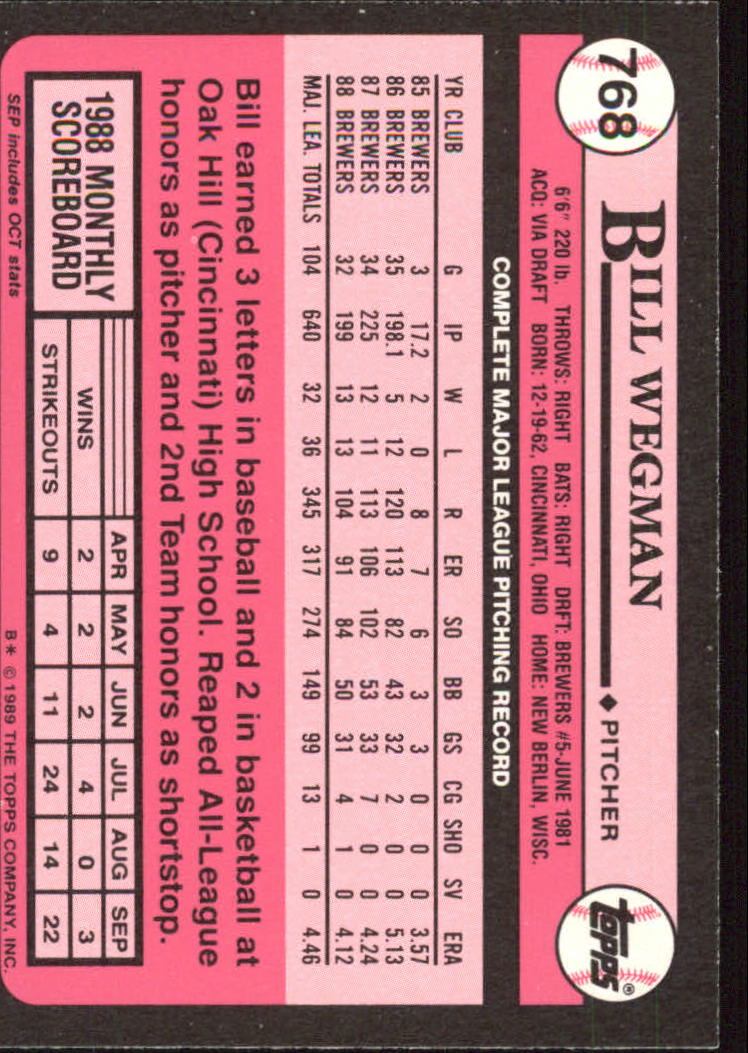 768
BILL WEGMAN
◆ PITCHER
topps®
6'6" 220 lb. THROWS: RIGHT BATS: RIGHT DRFT: BREWERS #5-JUNE 1981
ACQ: VIA DRAFT BORN: 12-19-62, CINCINNATI, OHIO HOME: NEW BERLIN, WISC.
COMPLETE MAJOR LEAGUE PITCHING RECORD
YR CLUB G IP W L R ER SO BB GS CG SHO SV ERA
85 BREWERS 3 17.2 2 0 8 7 6 3 3 0 0 0 3.57
86 BREWERS 35 198.1 5 12 120 113 82 43 32 2 0 0 5.13
87 BREWERS 34 225 12 11 113 106 102 53 33 7 0 0 4.24
88 BREWERS 32 199 13 13 104 91 84 50 31 4 1 0 4.12
MAJ. LEA. TOTALS 104 640 32 36 345 317 274 149 99 13 1 0 4.46
Bill earned 3 letters in baseball and 2 in basketball at
Oak Hill (Cincinnati) High School. Reaped All-League
honors as pitcher and 2nd Team honors as shortstop.
1988 MONTHLY
SCOREBOARD
APR MAY JUN JUL AUG SEP
WINS 2 2 2 4 0 3
STRIKEOUTS 9 4 11 24 14 22
SEP includes OCT stats
B* © 1989 THE TOPPS COMPANY, INC.